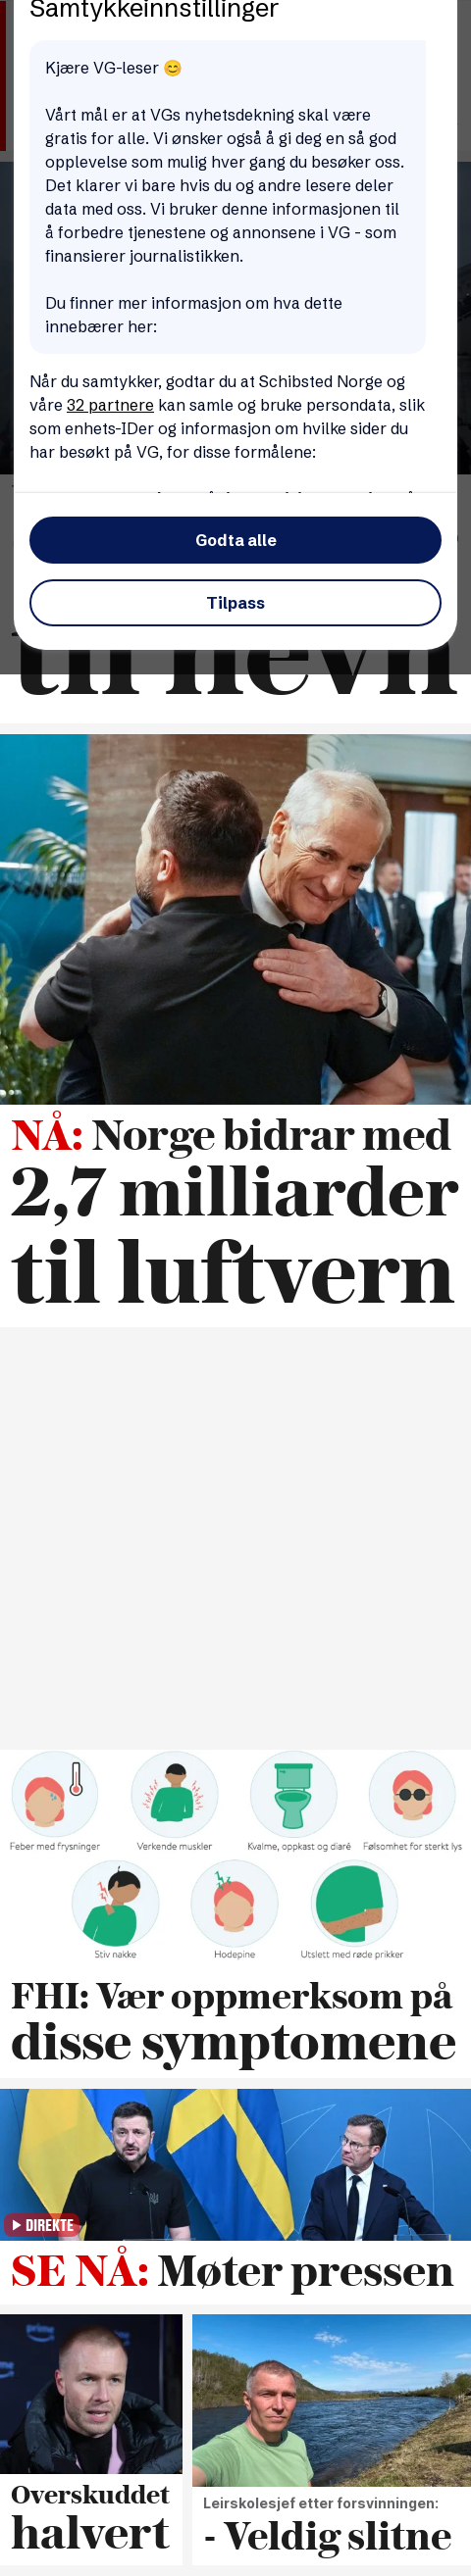 Samtykkeinnstillinger
Kjære VG-leser 😊
Vårt mål er at VGs nyhetsdekning skal være
gratis for alle. Vi ønsker også å gi deg en så god
opplevelse som mulig hver gang du besøker oss.
Det klarer vi bare hvis du og andre lesere deler
data med oss. Vi bruker denne informasjonen til
å forbedre tjenestene og annonsene i VG - som
finansierer journalistikken.
Du finner mer informasjon om hva dette
innebærer her:
Når du samtykker, godtar du at Schibsted Norge og
våre 32 partnere kan samle og bruke persondata, slik
som enhets-IDer og informasjon om hvilke sider du
har besøkt på VG, for disse formålene:
Godta alle
Tilpass
til hevn
NÅ: Norge bidrar med
2,7 milliarder
til luftvern
Feber med frysninger
Verkende muskler
Kvalme, oppkast og diaré
Følsomhet for sterkt lys
Stiv nakke
Hodepine
Utslett med røde prikker
FHI: Vær oppmerksom på
disse symptomene
DIREKTE
SE NÅ: Møter pressen
prime
Overskuddet
halvert
Leirskolesjef etter forsvinningen:
- Veldig slitne